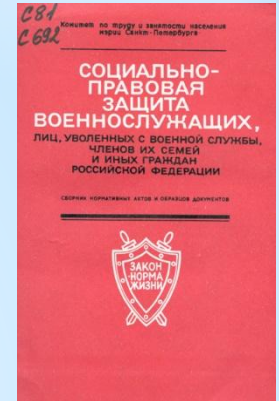 С81
С692
Комитет по труду и занятости населения
мэрии Санкт-Петербурга
СОЦИАЛЬНО-
ПРАВОВАЯ
ЗАЩИТА
ВОЕННОСЛУЖАЩИХ,
ЛИЦ, УВОЛЕННЫХ С ВОЕННОЙ СЛУЖБЫ,
ЧЛЕНОВ ИХ СЕМЕЙ
И ИНЫХ ГРАЖДАН
РОССИЙСКОЙ ФЕДЕРАЦИИ
СБОРНИК НОРМАТИВНЫХ АКТОВ И ОБРАЗЦОВ ДОКУМЕНТОВ
ЗАКОН
НОРМА
ЖИЗНИ